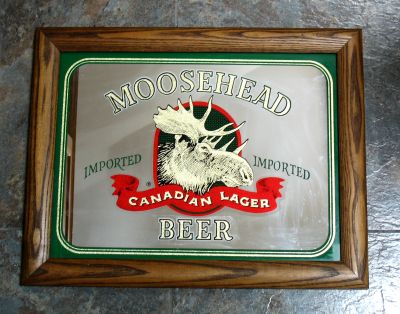 MOOSEHEAD
IMPORTED IMPORTED
®
CANADIAN LAGER
BEER